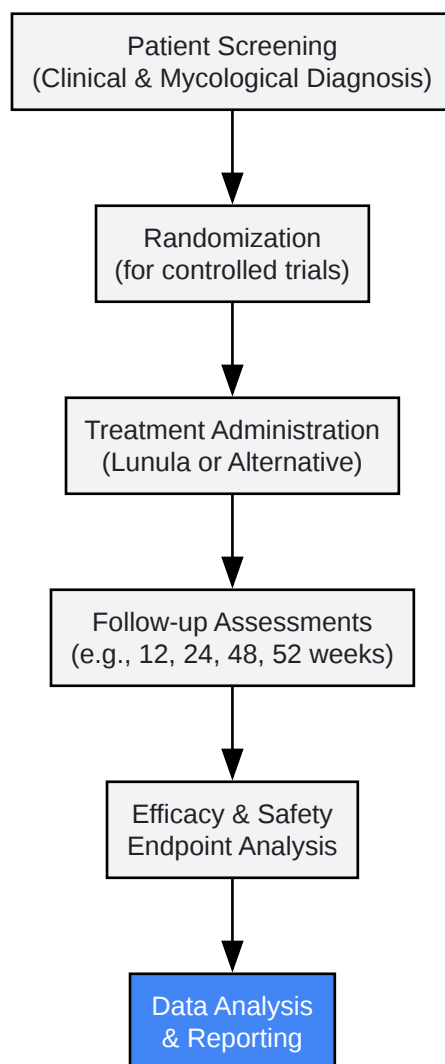 Patient Screening
(Clinical & Mycological Diagnosis)
Randomization
(for controlled trials)
Treatment Administration
(Lunula or Alternative)
Follow-up Assessments
(e.g., 12, 24, 48, 52 weeks)
Efficacy & Safety
Endpoint Analysis
Data Analysis
& Reporting